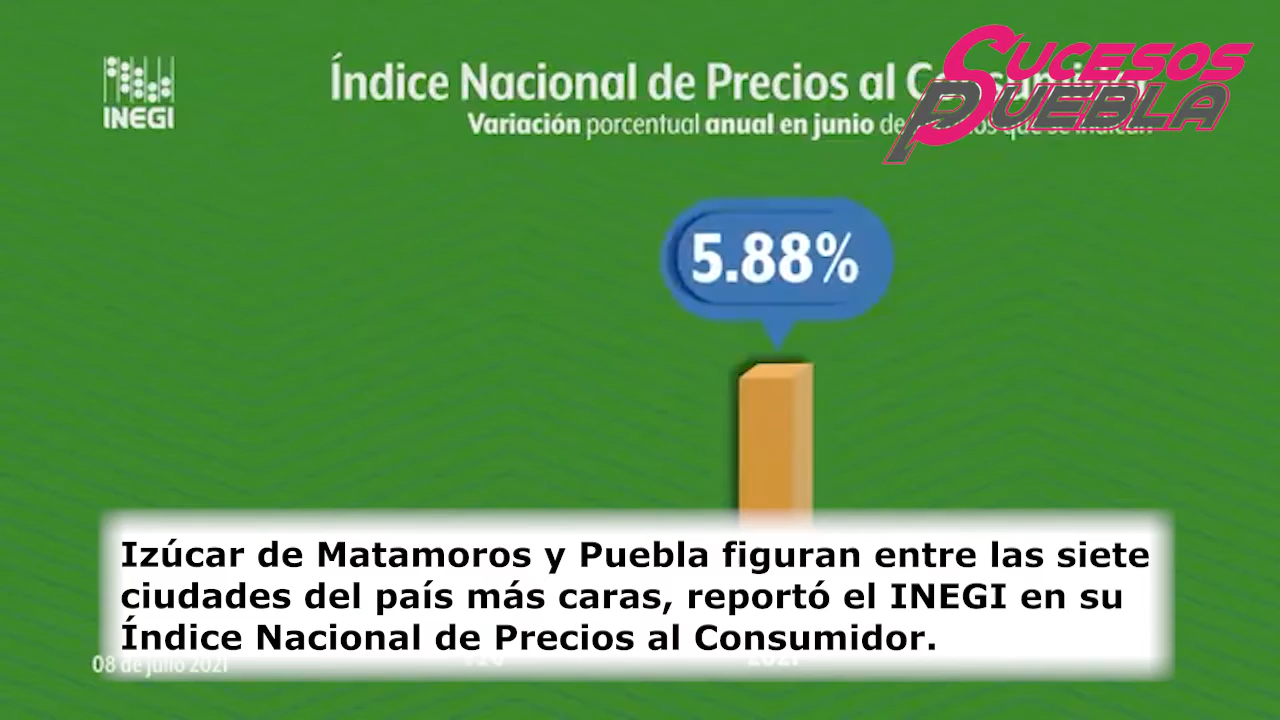 INEGI
Índice Nacional de Precios al
Variación porcentual anual en junio de
SUCESOS
PUEBLA
5.88%
Izúcar de Matamoros y Puebla figuran entre las siete
ciudades del país más caras, reportó el INEGI en su
Índice Nacional de Precios al Consumidor.
08 de julio 2021
2021